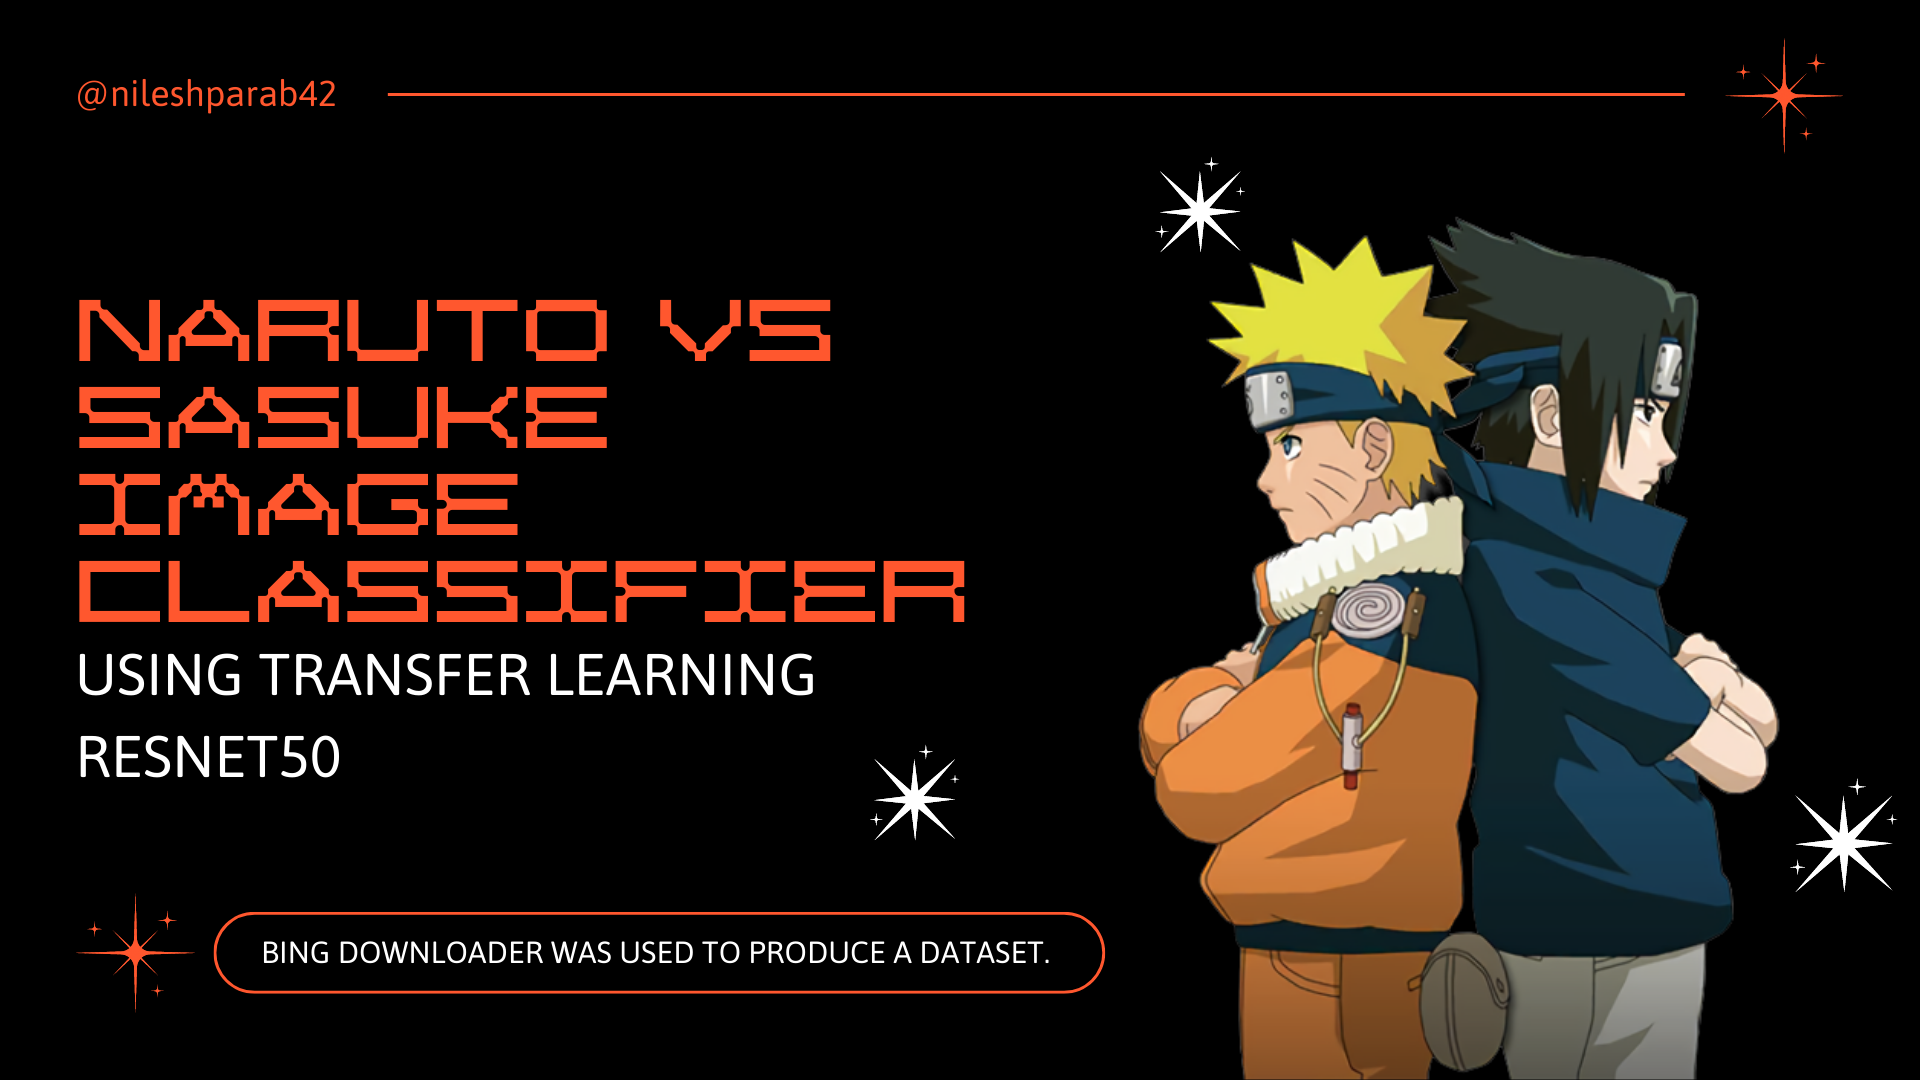 @nileshparab42
NARUTO VS
SASUKE
IMAGE
CLASSIFIER
USING TRANSFER LEARNING
RESNET50
BING DOWNLOADER WAS USED TO PRODUCE A DATASET.